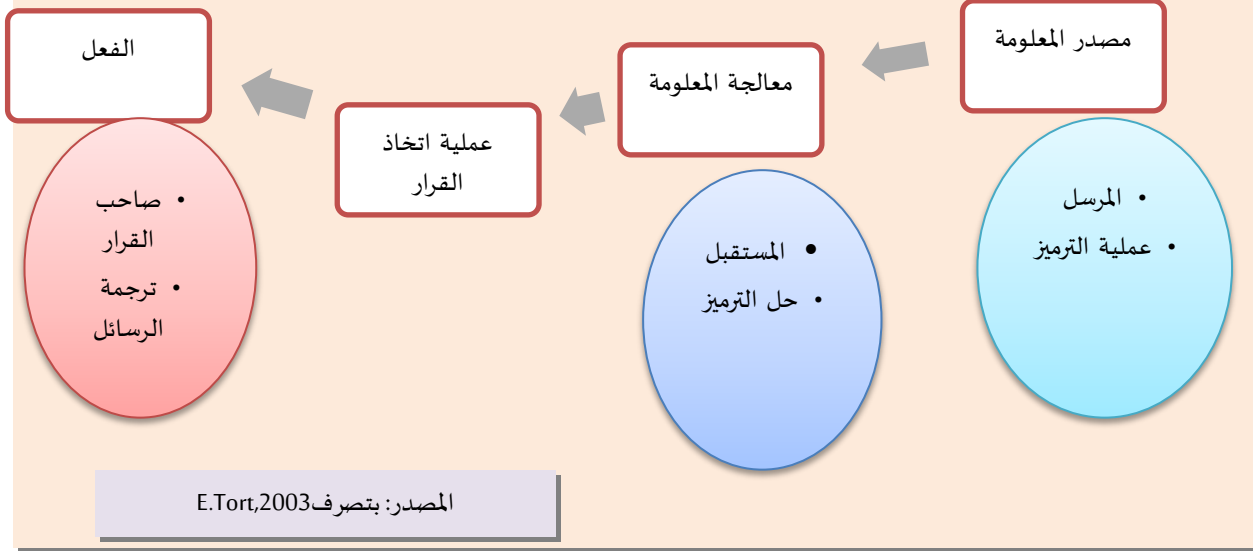 مصدر المعلومة
• المرسل
• عملية الترميز
معالجة المعلومة
• المستقبل
• حل الترميز
عملية اتخاذ
القرار
الفعل
• صاحب
القرار
• ترجمة
الرسائل
المصدر: بتصرف E.Tort,2003